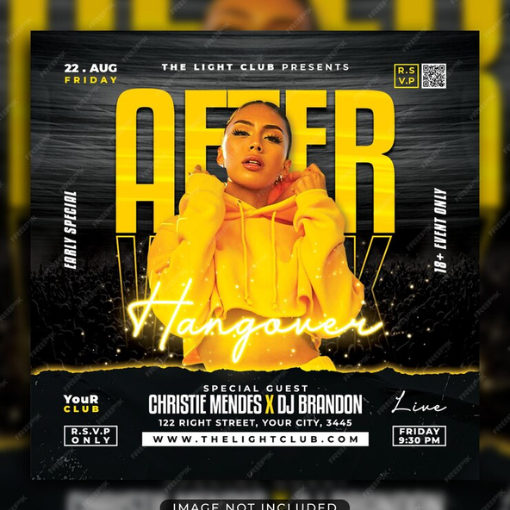 22 . AUG
FRIDAY
THE LIGHT CLUB PRESENTS
R.S
V.P
AFTER
EARLY SPECIAL
18+ EVENT ONLY
Hangover
SPECIAL GUEST
CHRISTIE MENDES X DJ BRANDON
122 RIGHT STREET, YOUR CITY, 3445
WWW.THELIGHTCLUB.COM
YouR
CLUB
R.S.V.P
ONLY
Live
FRIDAY
9:30 PM
IMAGE NOT INCLUDED